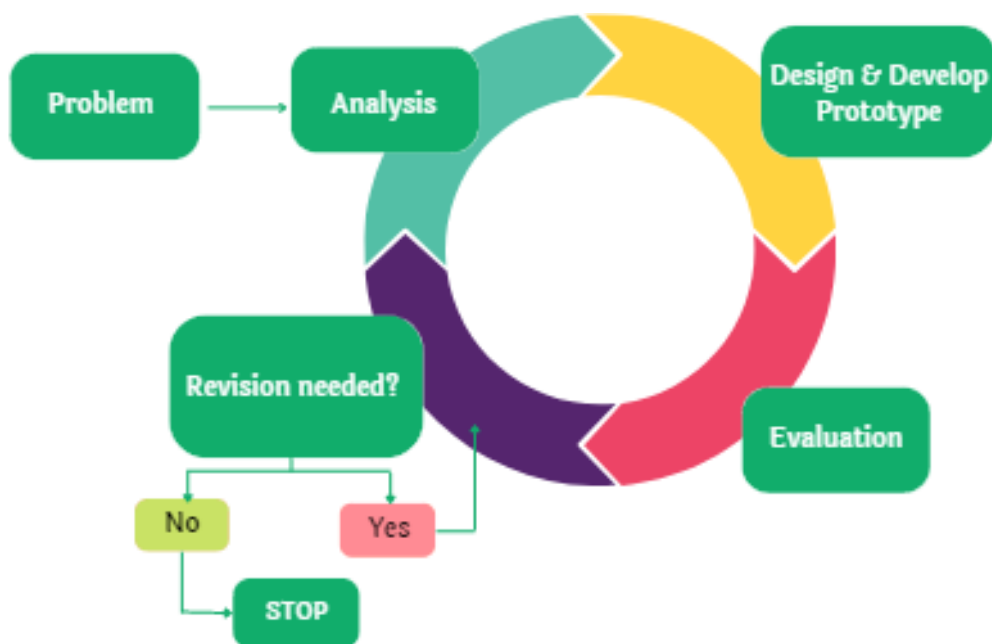 Problem
Analysis
Design & Develop
Prototype
Evaluation
Revision needed?
No
Yes
STOP